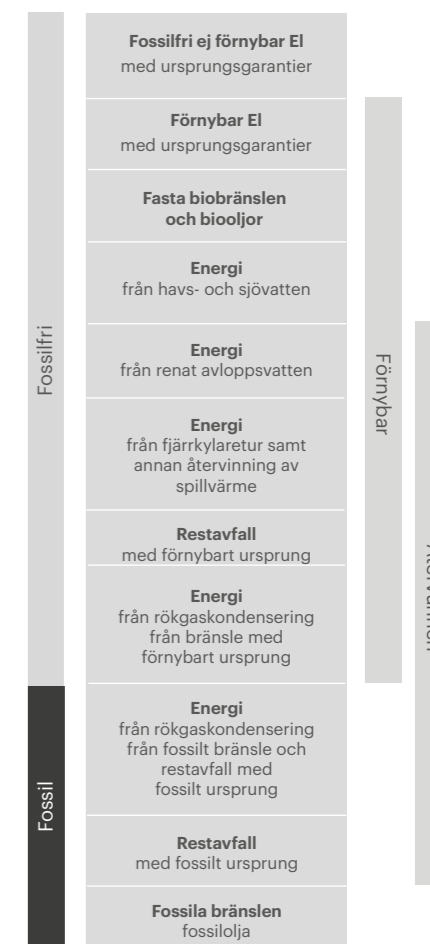 Fossilfri ej förnybar El
med ursprungsgarantier
Förnybar El
med ursprungsgarantier
Fasta biobränslen
och biooljor
Energi
från havs- och sjövatten
Energi
från renat avloppsvatten
Energi
från fjärrkylaretur samt
annan återvinning av
spillvärme
Restavfall
med förnybart ursprung
Energi
från rökgaskondensering
från bränsle med
förnybart ursprung
Energi
från rökgaskondensering
från fossilt bränsle och
restavfall med
fossilt ursprung
Restavfall
med fossilt ursprung
Fossila bränslen
fossilolja
Fossilfri
Fossil
Förnybar